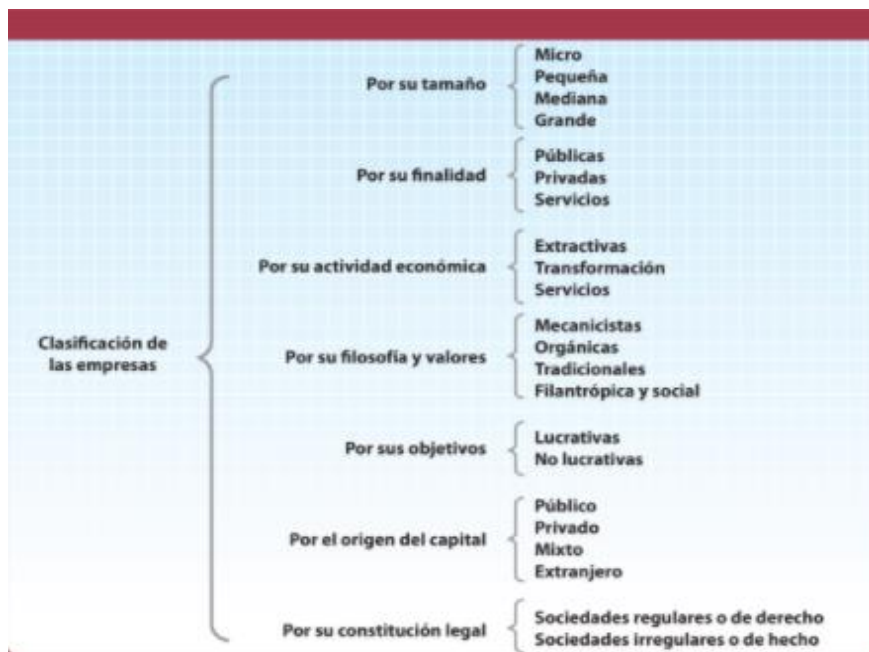 Clasificación de
las empresas
Por su tamaño
Micro
Pequeña
Mediana
Grande
Por su finalidad
Públicas
Privadas
Servicios
Por su actividad económica
Extractivas
Transformación
Servicios
Por su filosofía y valores
Mecanicistas
Orgánicas
Tradicionales
Filantrópica y social
Por sus objetivos
Lucrativas
No lucrativas
Por el origen del capital
Público
Privado
Mixto
Extranjero
Por su constitución legal
Sociedades regulares o de derecho
Sociedades irregulares o de hecho